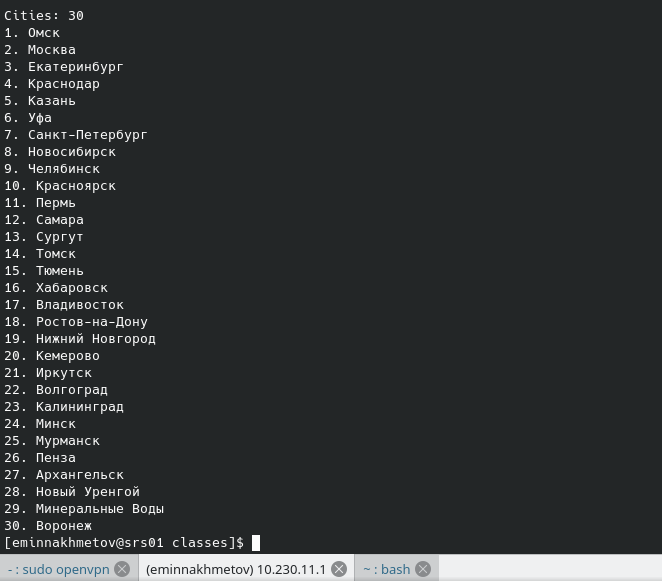 Cities: 30
1. Омск
2. Москва
3. Екатеринбург
4. Краснодар
5. Казань
6. Уфа
7. Санкт-Петербург
8. Новосибирск
9. Челябинск
10. Красноярск
11. Пермь
12. Самара
13. Сургут
14. Томск
15. Тюмень
16. Хабаровск
17. Владивосток
18. Ростов-на-Дону
19. Нижний Новгород
20. Кемерово
21. Иркутск
22. Волгоград
23. Калининград
24. Минск
25. Мурманск
26. Пенза
27. Архангельск
28. Новый Уренгой
29. Минеральные Воды
30. Воронеж
[eminnakhmetov@srs01 classes]$
- : sudo openvpn (eminnakhmetov) 10.230.11.1 ~ : bash